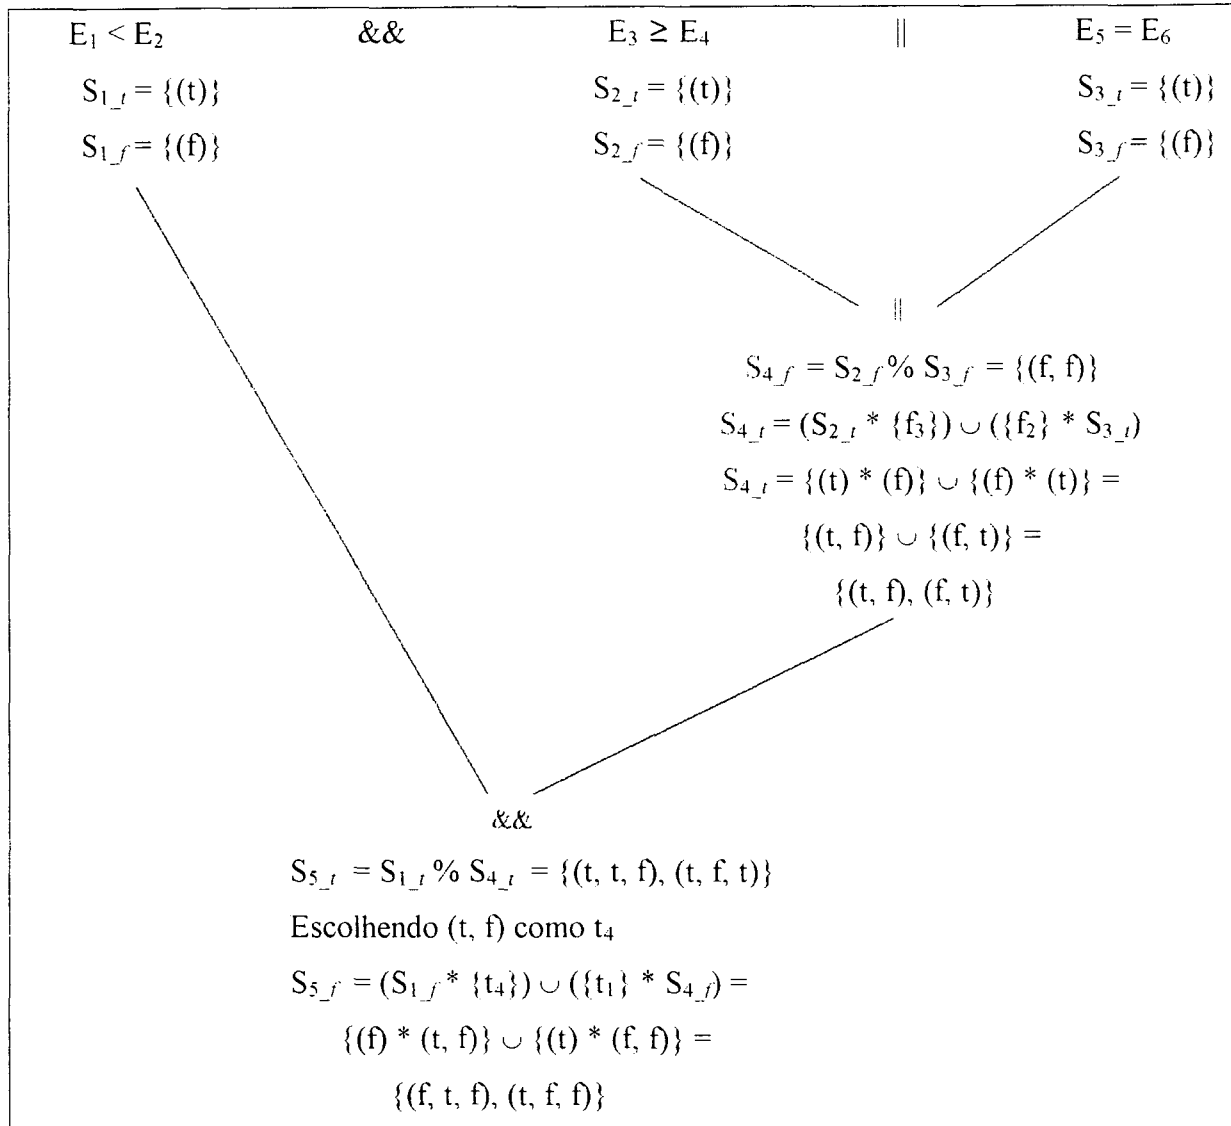 E₁ < E₂ && E₃ ≥ E₄ || E₅ = E₆
S₁_t = {(t)} S₂_t = {(t)} S₃_t = {(t)}
S₁_f = {(f)} S₂_f = {(f)} S₃_f = {(f)}
||
S₄_f = S₂_f % S₃_f = {(f, f)}
S₄_t = (S₂_t * {f₃}) ∪ ({f₂} * S₃_t)
S₄_t = {(t) * (f)} ∪ {(f) * (t)} =
{(t, f)} ∪ {(f, t)} =
{(t, f), (f, t)}
&&
S₅_t = S₁_t % S₄_t = {(t, t, f), (t, f, t)}
Escolhendo (t, f) como t₄
S₅_f = (S₁_f * {t₄}) ∪ ({t₁} * S₄_f) =
{(f) * (t, f)} ∪ {(t) * (f, f)} =
{(f, t, f), (t, f, f)}